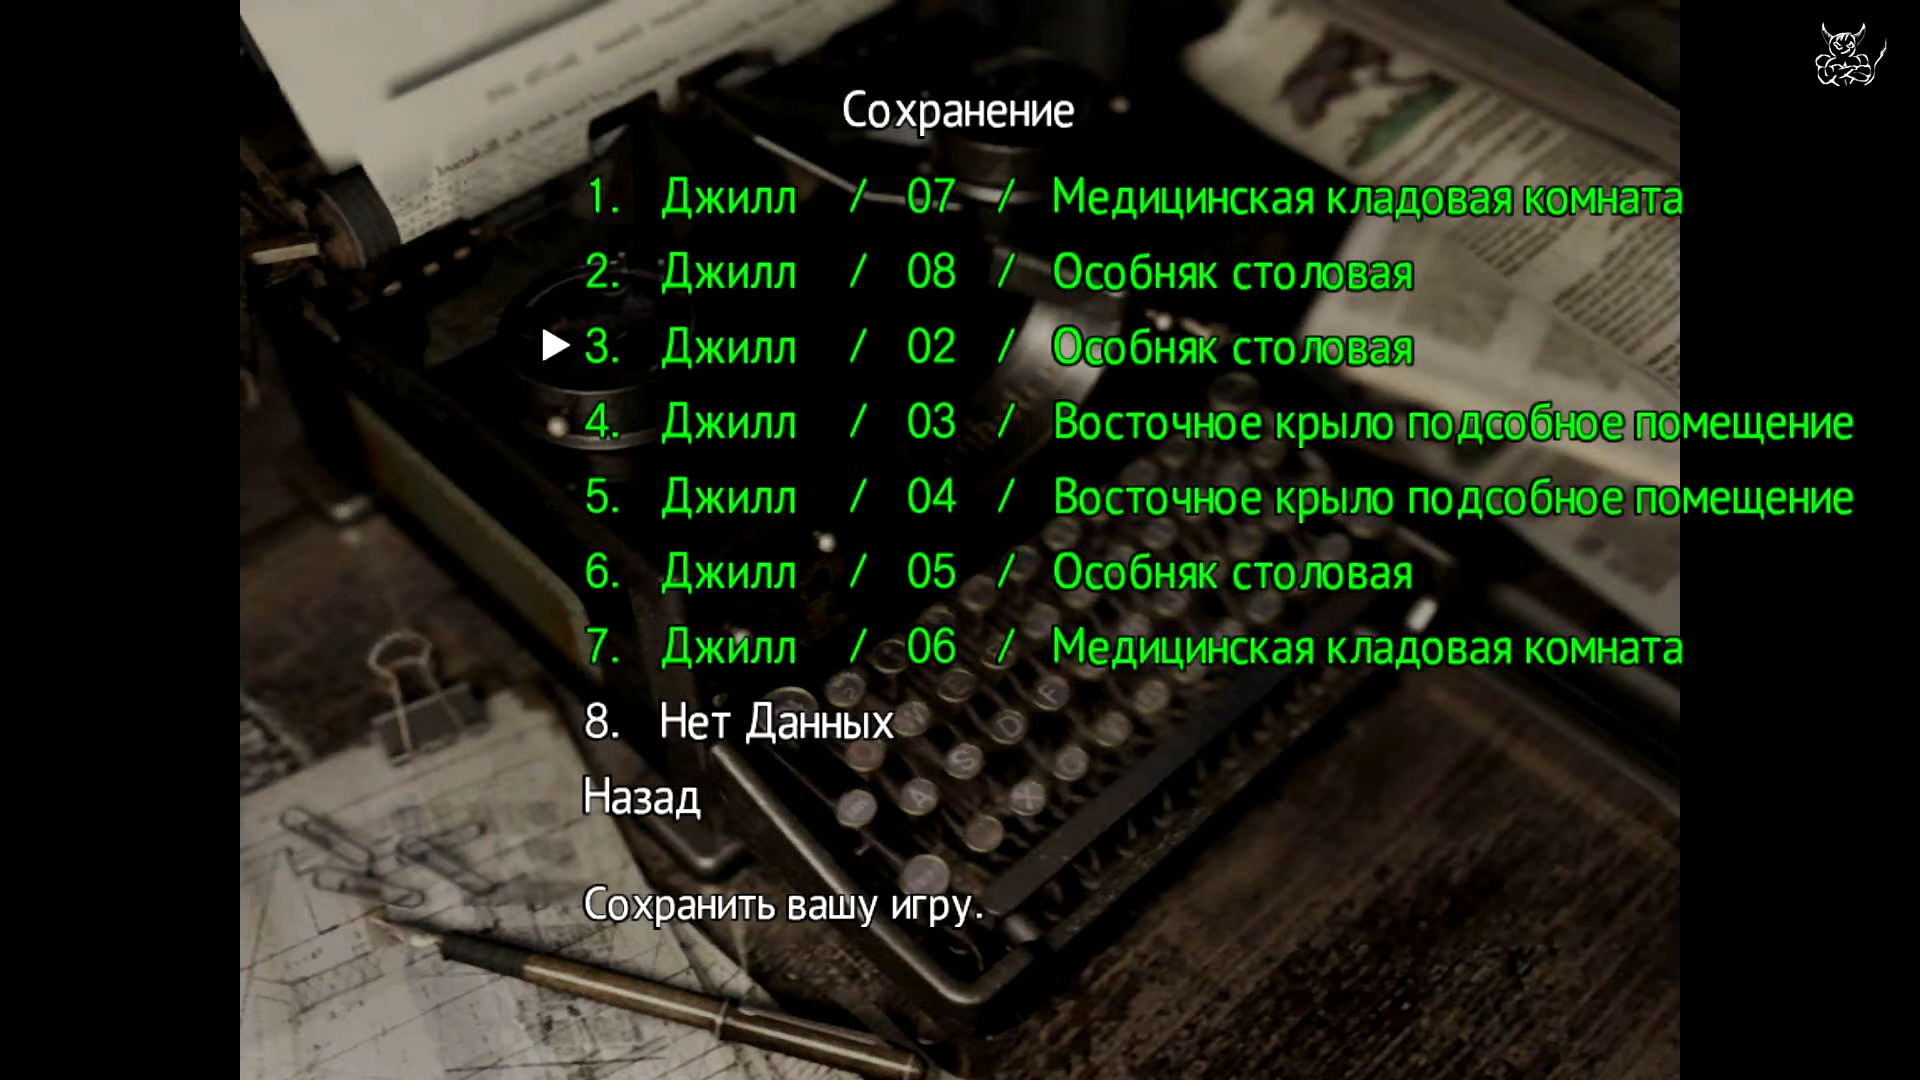 Сохранение
1. Джилл / 07 / Медицинская кладовая комната
2. Джилл / 08 / Особняк столовая
3. Джилл / 02 / Особняк столовая
4. Джилл / 03 / Восточное крыло подсобное помещение
5. Джилл / 04 / Восточное крыло подсобное помещение
6. Джилл / 05 / Особняк столовая
7. Джилл / 06 / Медицинская кладовая комната
8. Нет Данных
Назад
Сохранить вашу игру.